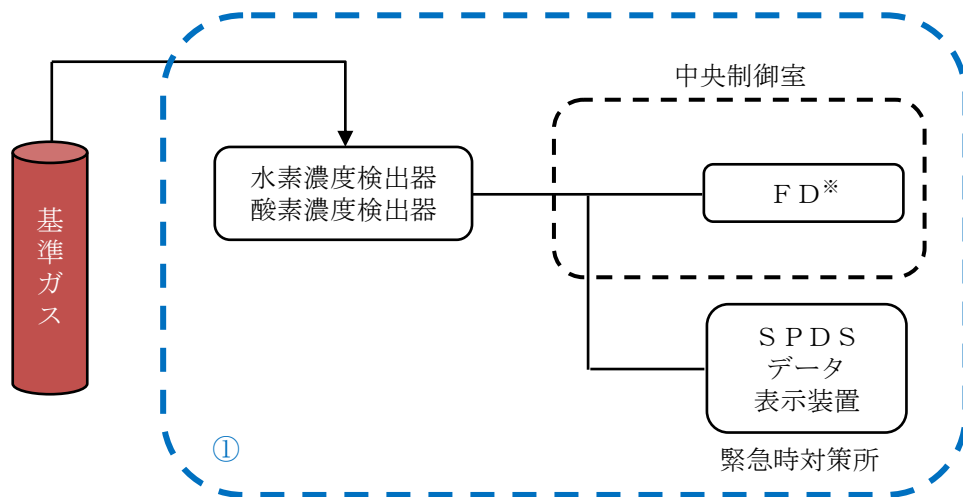 中央制御室
水素濃度検出器
酸素濃度検出器
ＦＤ※
基準ガス
ＳＰＤＳ
データ
表示装置
緊急時対策所
①